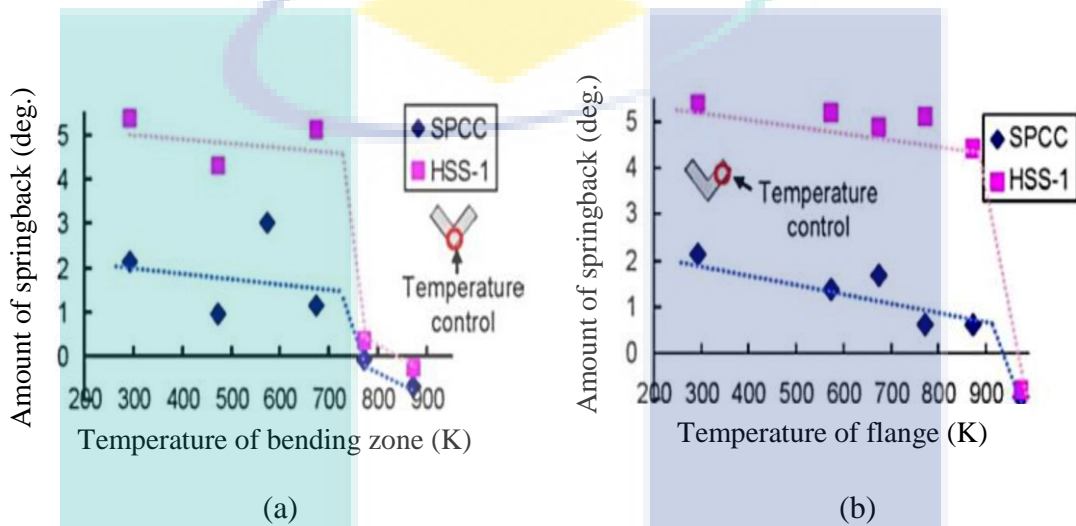 Amount of springback (deg.)
5
4
3
2
1
0
200 300 400 500 600 700 800 900
Temperature of bending zone (K)
SPCC
HSS-1
Temperature
control
(a)
Amount of springback (deg.)
5
4
3
2
1
0
200 300 400 500 600 700 800 900
Temperature of flange (K)
SPCC
HSS-1
Temperature
control
(b)